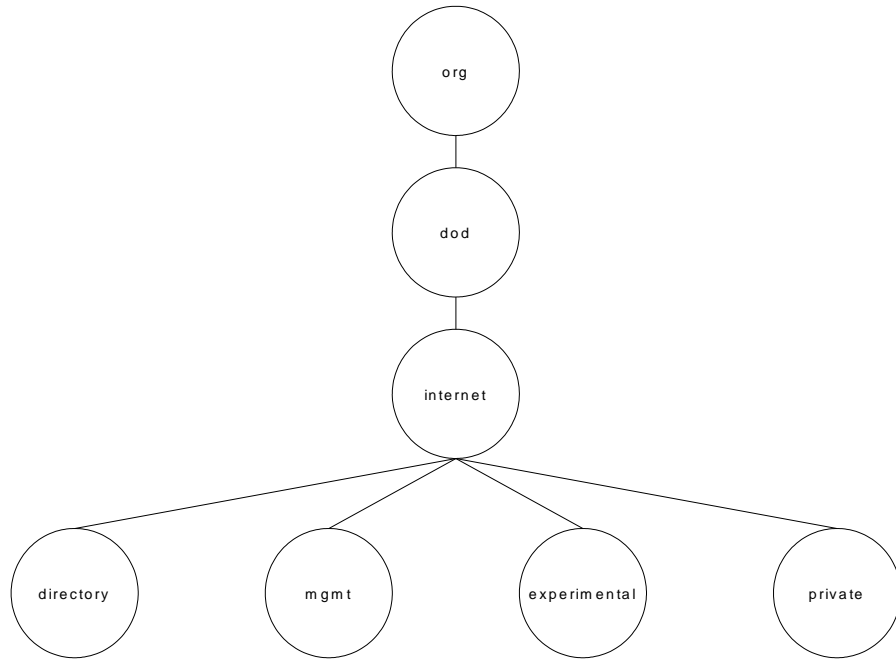 org
dod
internet
directory
mgmt
experimental
private